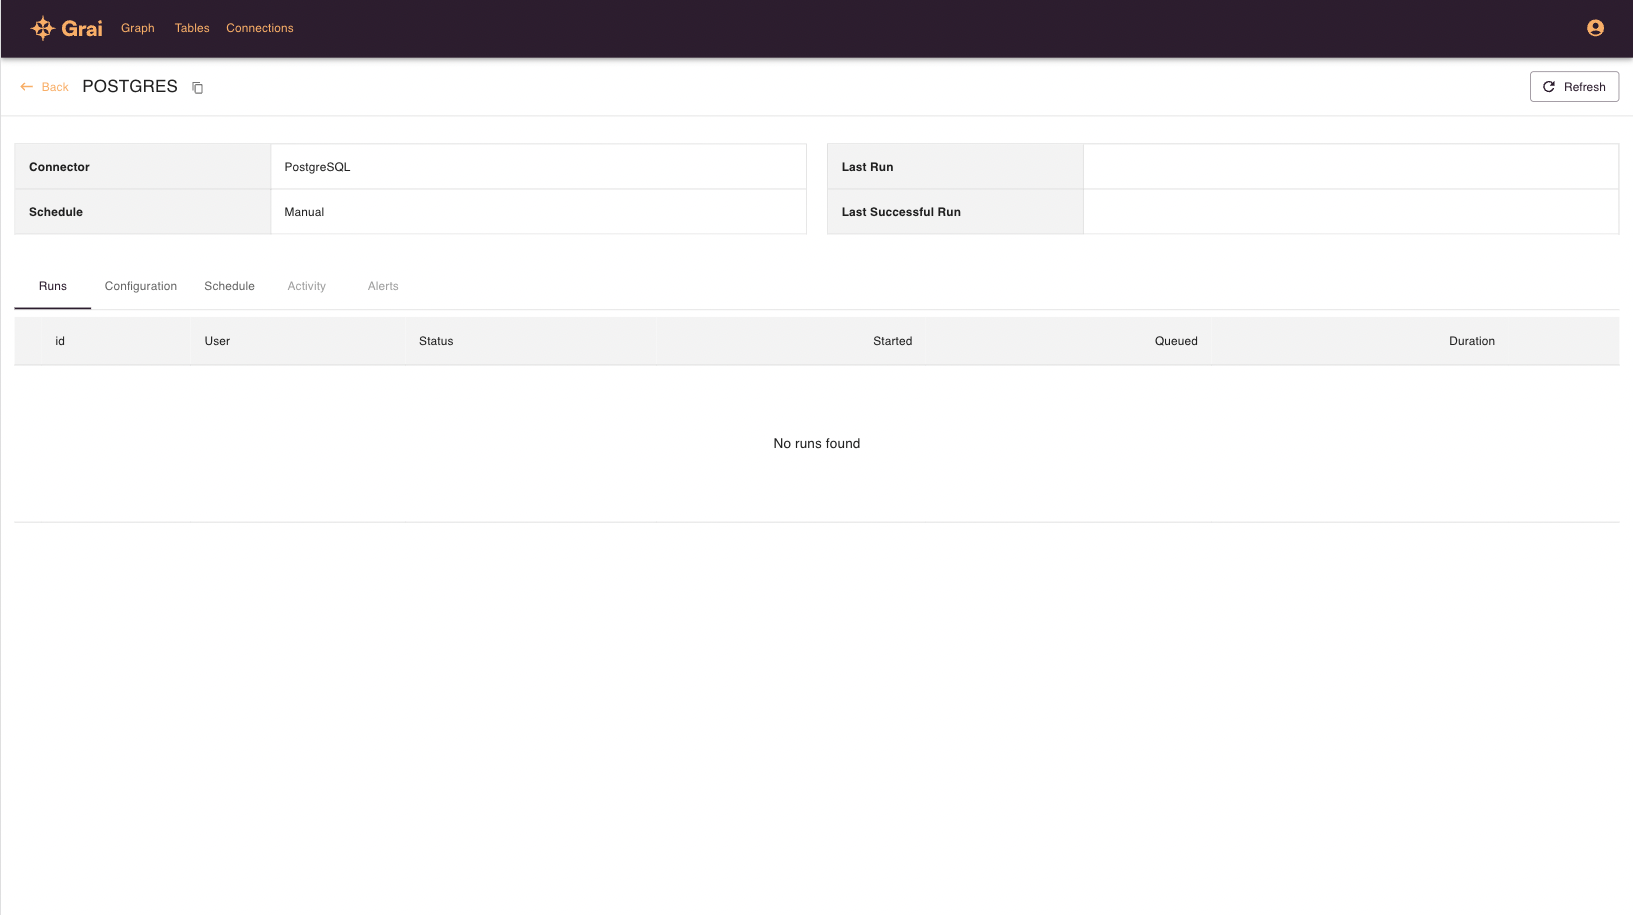 Grai Graph Tables Connections
Back POSTGRES Refresh
Connector PostgreSQL Last Run
Schedule Manual Last Successful Run
Runs Configuration Schedule Activity Alerts
id User Status Started Queued Duration
No runs found